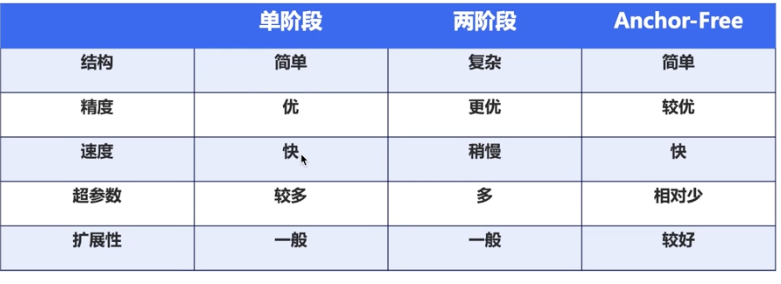 单阶段 两阶段 Anchor-Free
结构 简单 复杂 简单
精度 优 更优 较优
速度 快 稍慢 快
超参数 较多 多 相对少
扩展性 一般 一般 较好